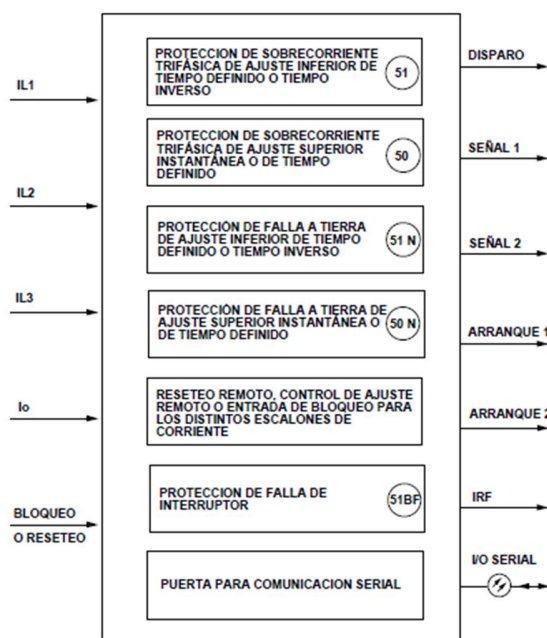 IL1
IL2
IL3
Io
BLOQUEO
O RESETEO
PROTECCION DE SOBRECORRIENTE
TRIFÁSICA DE AJUSTE INFERIOR DE
TIEMPO DEFINIDO O TIEMPO
INVERSO
51
PROTECCION DE SOBRECORRIENTE
TRIFÁSICA DE AJUSTE SUPERIOR
INSTANTÁNEA O DE TIEMPO
DEFINIDO
50
PROTECCIÓN DE FALLA A TIERRA
DE AJUSTE INFERIOR DE TIEMPO
DEFINIDO O TIEMPO INVERSO
51 N
PROTECCIÓN DE FALLA A TIERRA DE
AJUSTE SUPERIOR INSTANTÁNEA O
DE TIEMPO DEFINIDO
50 N
RESETEO REMOTO, CONTROL DE AJUSTE
REMOTO O ENTRADA DE BLOQUEO PARA
LOS DISTINTOS ESCALONES DE
CORRIENTE
PROTECCION DE FALLA DE
INTERRUPTOR
51BF
PUERTA PARA COMUNICACION SERIAL
DISPARO
SEÑAL 1
SEÑAL 2
ARRANQUE 1
ARRANQUE 2
IRF
I/O SERIAL